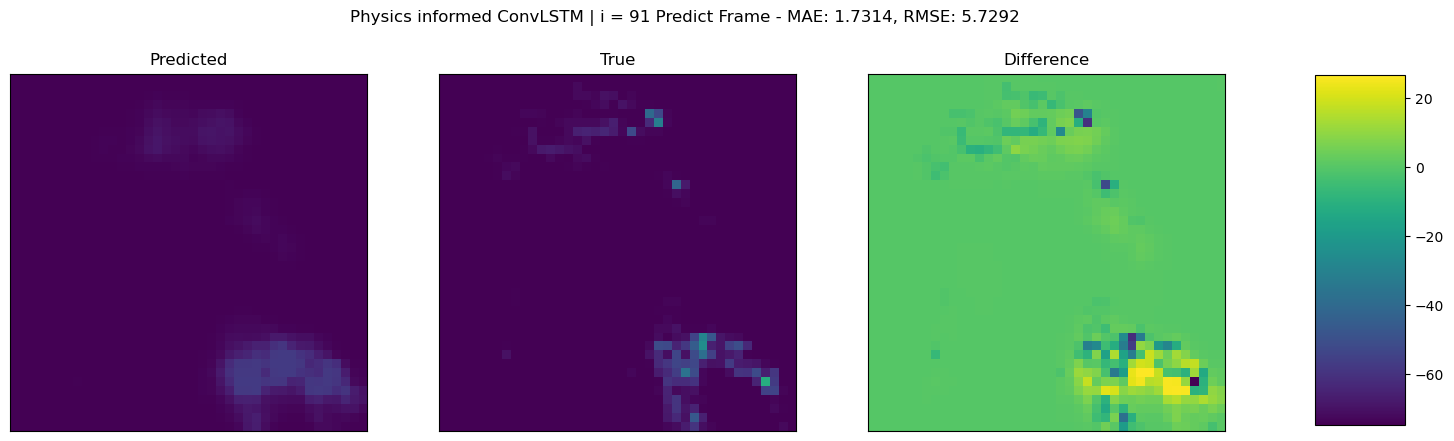 Physics informed ConvLSTM | i = 91 Predict Frame - MAE: 1.7314, RMSE: 5.7292
Predicted
True
Difference
20
0
−20
−40
−60